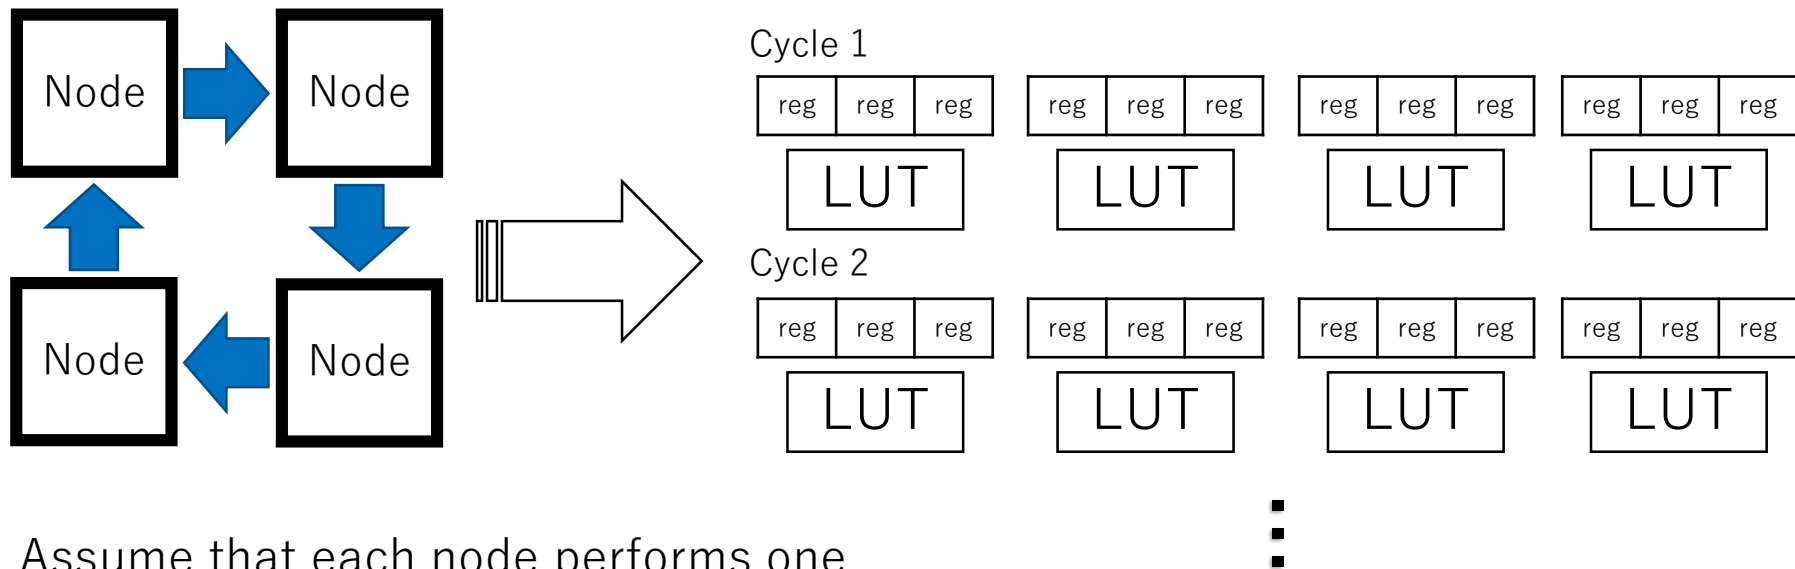 Node Node
Node Node
Cycle 1
reg reg reg reg reg reg reg reg reg reg reg reg
LUT LUT LUT LUT
Cycle 2
reg reg reg reg reg reg reg reg reg reg reg reg
LUT LUT LUT LUT
Assume that each node performs one